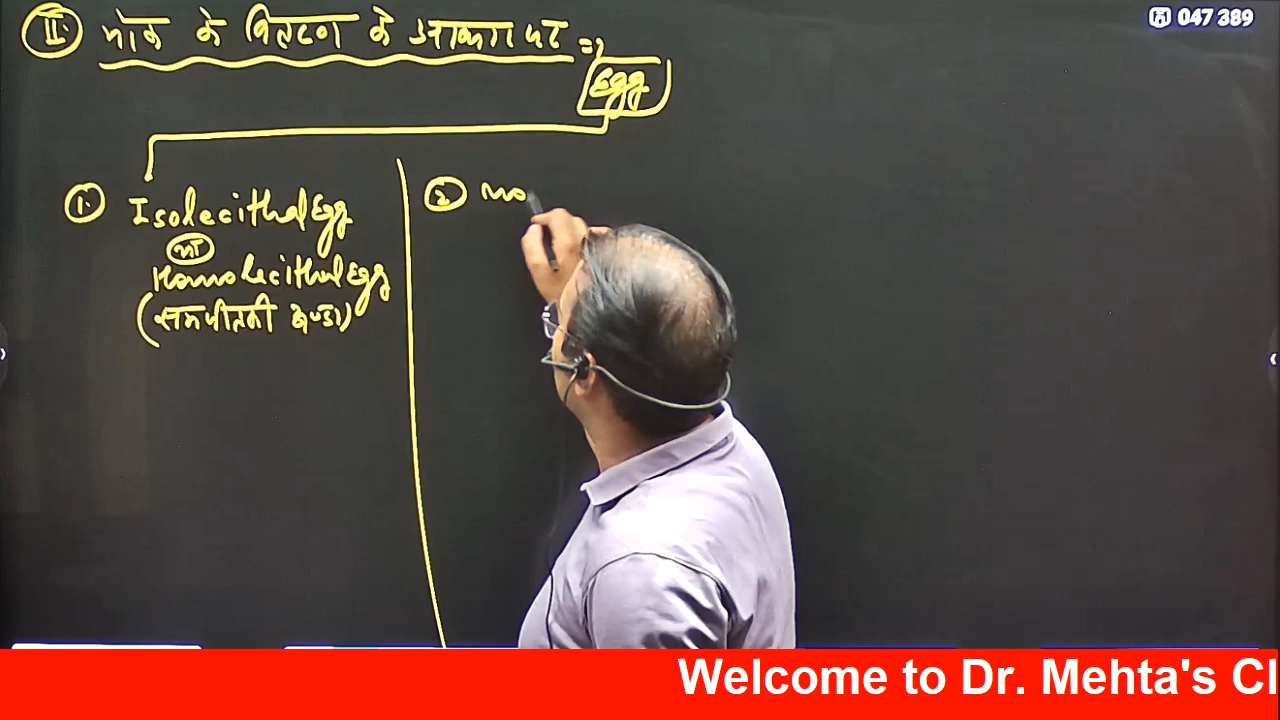 II. योक के वितरण के आधार पर =>
Egg
1. Isolecithal Egg
या
Homolecithal Egg
(समपीतकी अण्डा)
2. mo
047 389
Welcome to Dr. Mehta's Cl